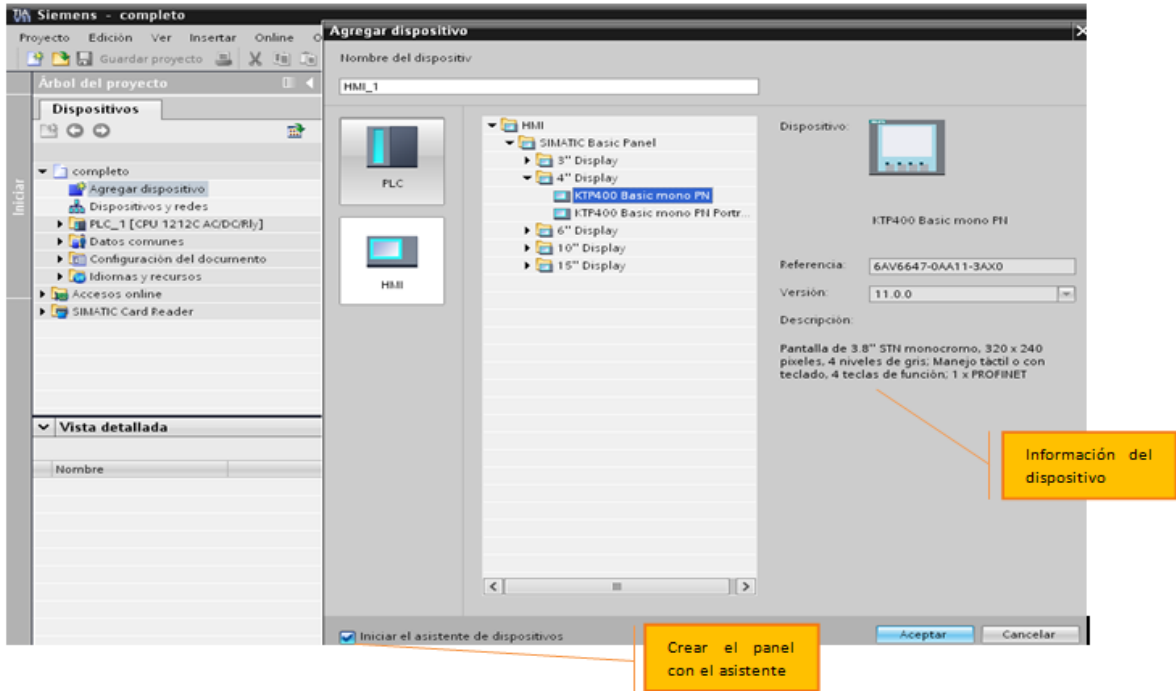 Siemens - completo
Proyecto Edición Ver Insertar Online O
Guardar proyecto
Árbol del proyecto
Dispositivos
Iniciar
completo
Agregar dispositivo
Dispositivos y redes
PLC_1 [CPU 1212C AC/DC/Rly]
Datos comunes
Configuración del documento
Idiomas y recursos
Accesos online
SIMATIC Card Reader
Vista detallada
Nombre
Agregar dispositivo
Nombre del dispositiv
HMI_1
PLC
HMI
HMI
SIMATIC Basic Panel
3'' Display
4'' Display
KTP400 Basic mono PN
KTP400 Basic mono PN Portr...
6'' Display
10'' Display
15'' Display
Dispositivo:
KTP400 Basic mono PN
Referencia: 6AV6647-0AA11-3AX0
Versión: 11.0.0
Descripción:
Pantalla de 3.8'' STN monocromo, 320 x 240
pixeles, 4 niveles de gris; Manejo táctil o con
teclado, 4 teclas de función; 1 x PROFINET
Información del
dispositivo
Iniciar el asistente de dispositivos
Aceptar Cancelar
Crear el panel
con el asistente